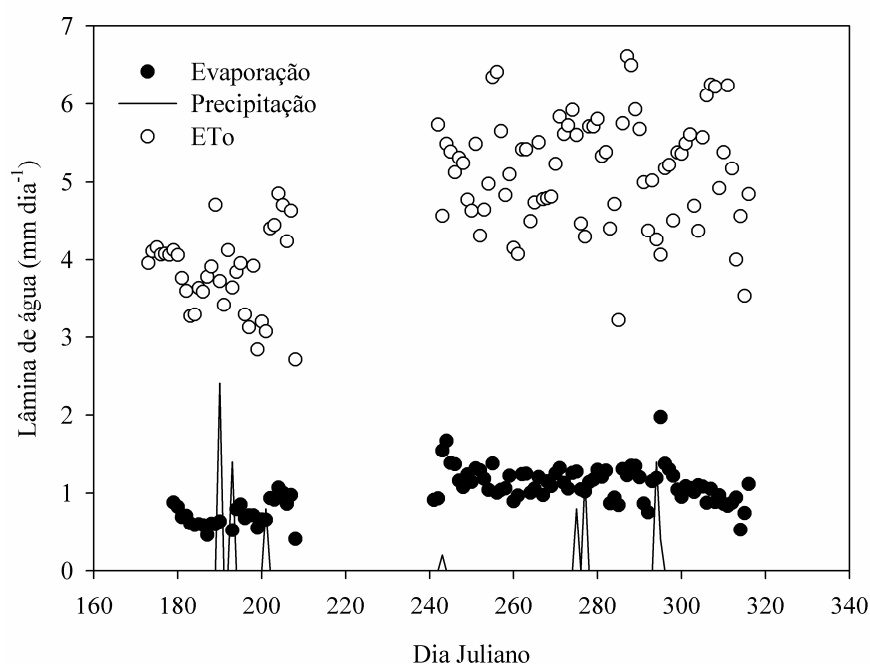 7
6
5
4
3
2
1
0
Lâmina de água (mm dia-1)
Evaporação
Precipitação
ETo
160 180 200 220 240 260 280 300 320 340
Dia Juliano